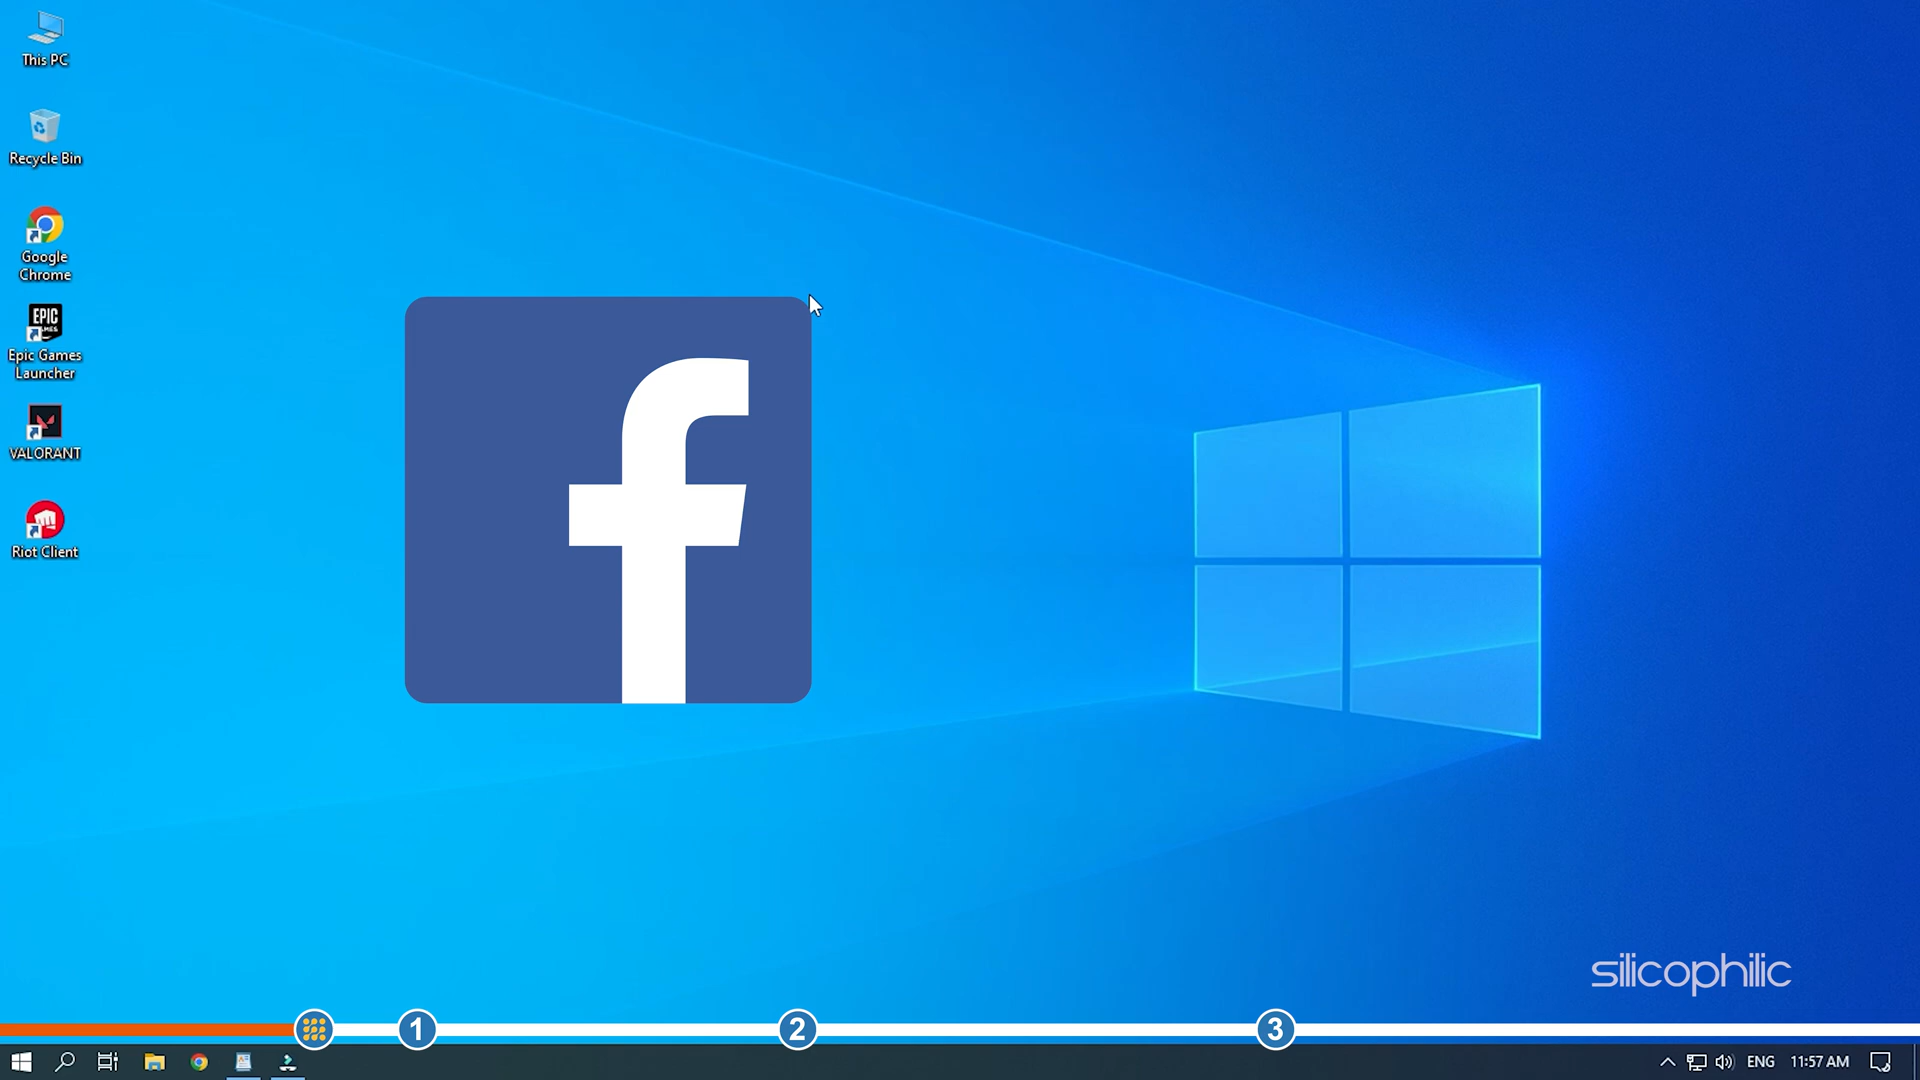 This PC
Recycle Bin
Google
Chrome
EPIC
GAMES
Epic Games
Launcher
VALORANT
Riot Client
f
silicophilic
1
2
3
ENG
11:57 AM